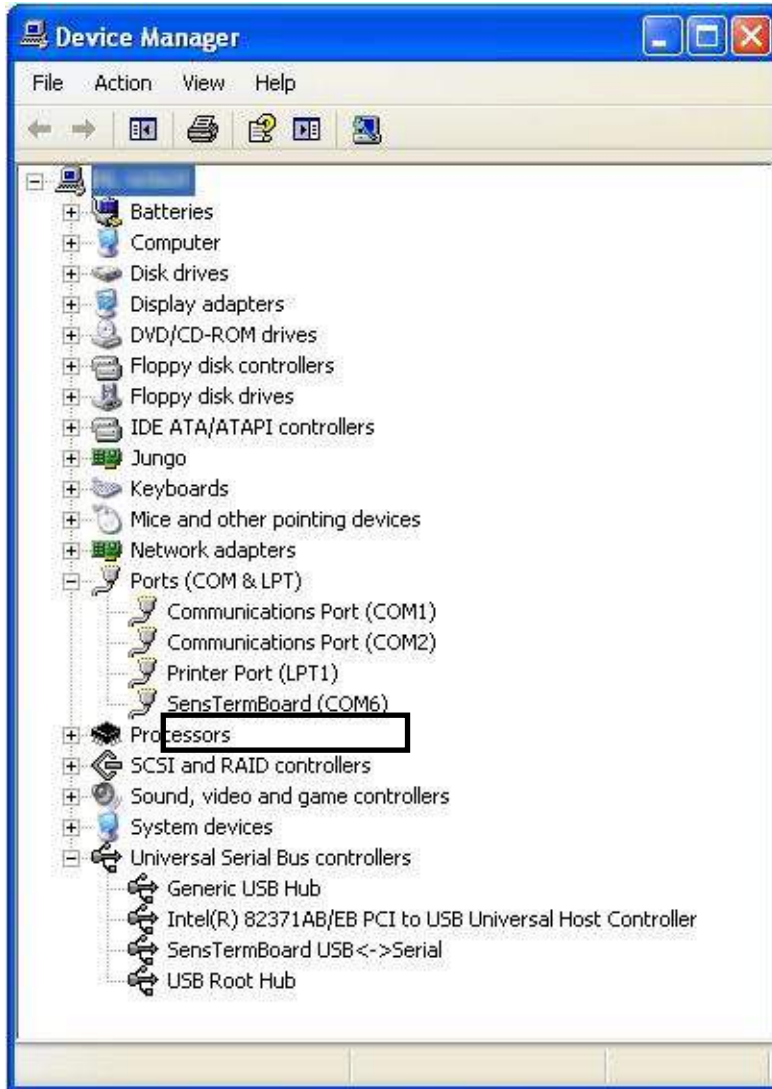 Device Manager
File Action View Help
Batteries
Computer
Disk drives
Display adapters
DVD/CD-ROM drives
Floppy disk controllers
Floppy disk drives
IDE ATA/ATAPI controllers
Jungo
Keyboards
Mice and other pointing devices
Network adapters
Ports (COM & LPT)
Communications Port (COM1)
Communications Port (COM2)
Printer Port (LPT1)
SensTermBoard (COM6)
Processors
SCSI and RAID controllers
Sound, video and game controllers
System devices
Universal Serial Bus controllers
Generic USB Hub
Intel(R) 82371AB/EB PCI to USB Universal Host Controller
SensTermBoard USB<->Serial
USB Root Hub